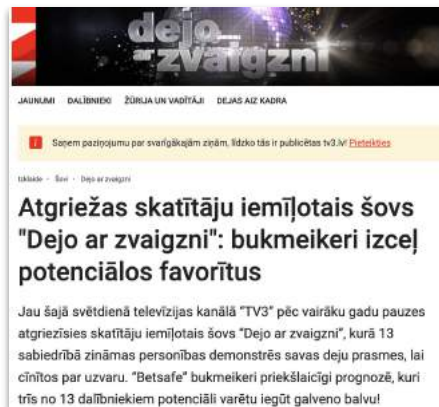 dejo
ar zvaigzni
JAUNUMI DALĪBNIEKI ŽŪRIJA UN VADĪTĀJI DEJAS AIZ KADRA
Saņem paziņojumu par svarīgākajām ziņām, līdzko tās ir publicētas tv3.lv! Pieteikties
Izklaide - Šovi - Dejo ar zvaigzni
Atgriežas skatītāju iemīļotais šovs
"Dejo ar zvaigzni": bukmeikeri izceļ
potenciālos favorītus
Jau šajā svētdienā televīzijas kanālā "TV3" pēc vairāku gadu pauzes
atgriezīsies skatītāju iemīļotais šovs "Dejo ar zvaigzni", kurā 13
sabiedrībā zināmas personības demonstrēs savas deju prasmes, lai
cīnītos par uzvaru. "Betsafe" bukmeikeri priekšlaicīgi prognozē, kuri
trīs no 13 dalībniekiem potenciāli varētu iegūt galveno balvu!